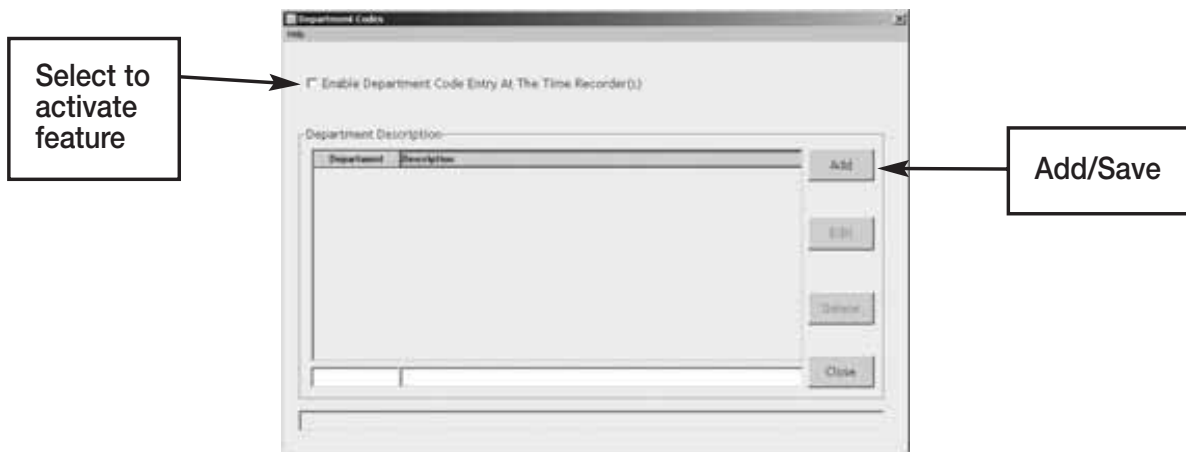 Department Codes
Help
Select to
activate
feature
Enable Department Code Entry At The Time Recorder(s)
Department Description
Department Description
Add
Add/Save
Edit
Delete
Close